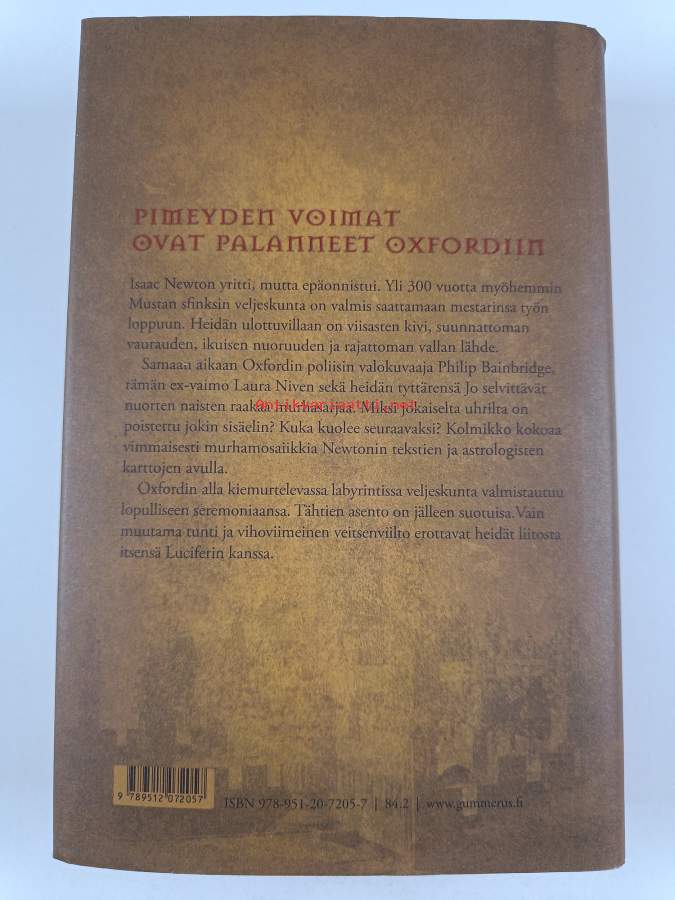 PIMEYDEN VOIMAT
OVAT PALANNEET OXFORDIIN
Isaac Newton yritti, mutta epäonnistui. Yli 300 vuotta myöhemmin
Mustan sfinksin veljeskunta on valmis saattamaan mestarinsa työn
loppuun. Heidän ulottuvillaan on viisasten kivi, suunnattoman
vaurauden, ikuisen nuoruuden ja rajattoman vallan lähde.
Samaan aikaan Oxfordin poliisin valokuvaaja Philip Bainbridge,
tämän ex-vaimo Laura Niven sekä heidän tyttärensä Jo selvittävät
nuorten naisten raakaa murhasarjaa. Miksi jokaiselta uhrilta on
Antikvariaatti.net
poistettu jokin sisäelin? Kuka kuolee seuraavaksi? Kolmikko kokoaa
vimmaisesti murhamosaiikkia Newtonin tekstien ja astrologisten
karttojen avulla.
Oxfordin alla kiemurtelevassa labyrintissa veljeskunta valmistautuu
lopulliseen seremoniaansa. Tähtien asento on jälleen suotuisa. Vain
muutama tunti ja vihoviimeinen veitsenviilto erottavat heidät liitosta
itsensä Luciferin kanssa.
9 789512 072057
ISBN 978-951-20-7205-7 | 84.2 | www.gummerus.fi